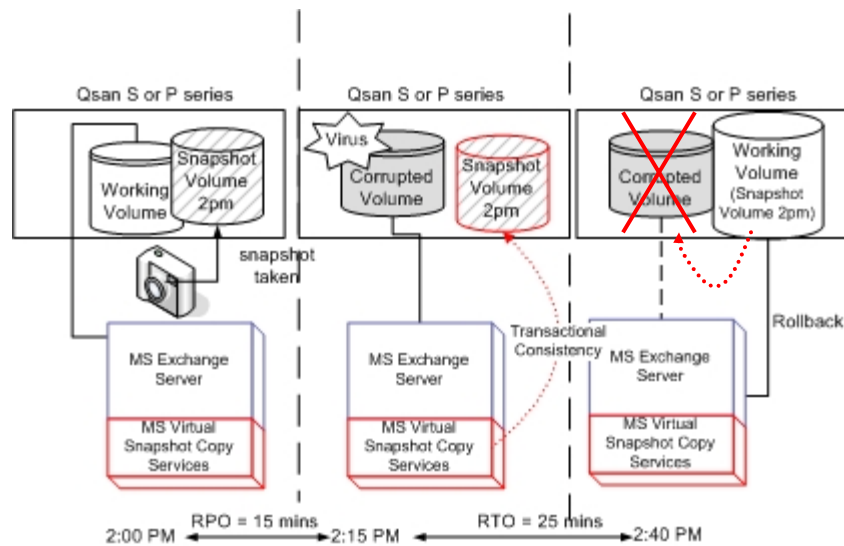 Qsan S or P series
Working
Volume
Snapshot
Volume
2pm
snapshot
taken
MS Exchange
Server
MS Virtual
Snapshot Copy
Services
Qsan S or P series
Virus
Corrupted
Volume
Snapshot
Volume
2pm
Transactional
Consistency
MS Exchange
Server
MS Virtual
Snapshot Copy
Services
Qsan S or P series
Corrupted
Volume
Working
Volume
(Snapshot
Volume 2pm)
Rollback
MS Exchange
Server
MS Virtual
Snapshot Copy
Services
2:00 PM
RPO = 15 mins
2:15 PM
RTO = 25 mins
2:40 PM